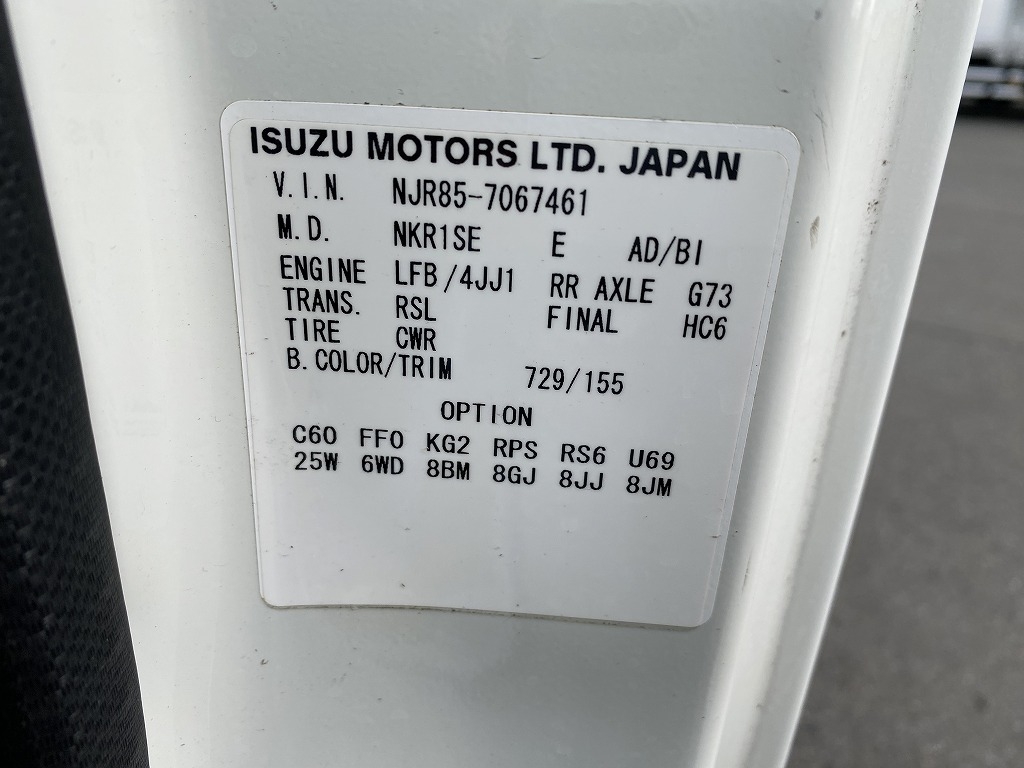 ISUZU MOTORS LTD. JAPAN
V.I.N. NJR85-7067461
M.D. NKR1SE E AD/BI
ENGINE LFB/4JJ1 RR AXLE G73
TRANS. RSL FINAL HC6
TIRE CWR
B.COLOR/TRIM 729/155
OPTION
C60 FF0 KG2 RPS RS6 U69
25W 6WD 8BM 8GJ 8JJ 8JM